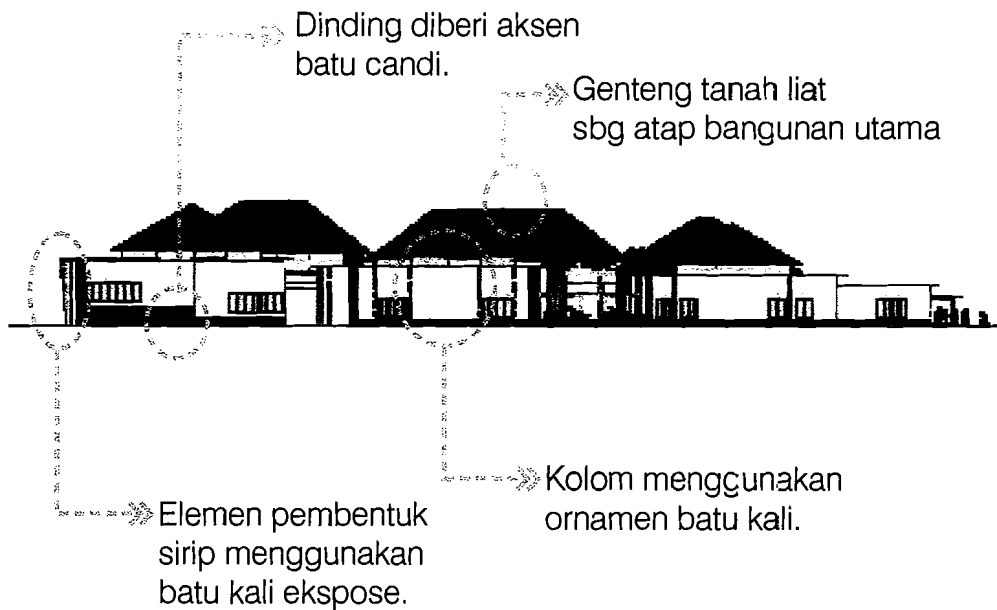 Dinding diberi aksen
batu candi.
Genteng tanah liat
sbg atap bangunan utama
Kolom menggunakan
ornamen batu kali.
Elemen pembentuk
sirip menggunakan
batu kali ekspose.